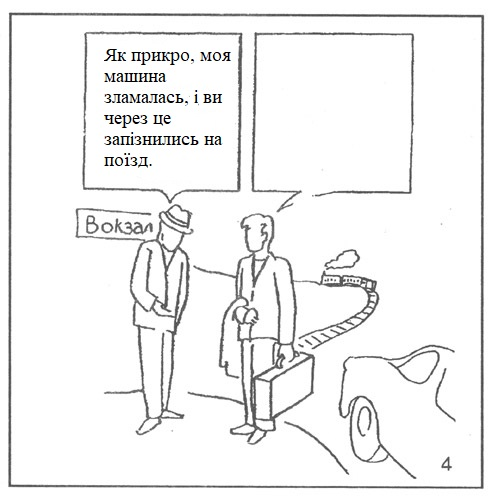 Як прикро, моя
машина
зламалась, і ви
через це
запізнились на
поїзд.
Вокзал
4